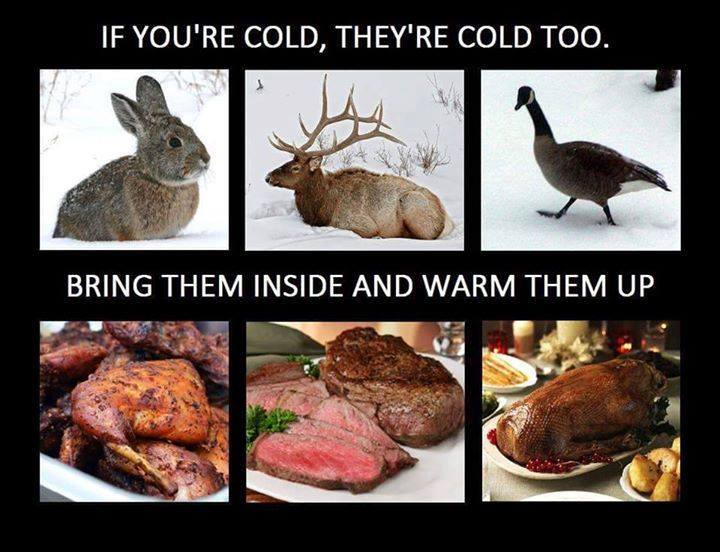 IF YOU'RE COLD, THEY'RE COLD TOO.
BRING THEM INSIDE AND WARM THEM UP